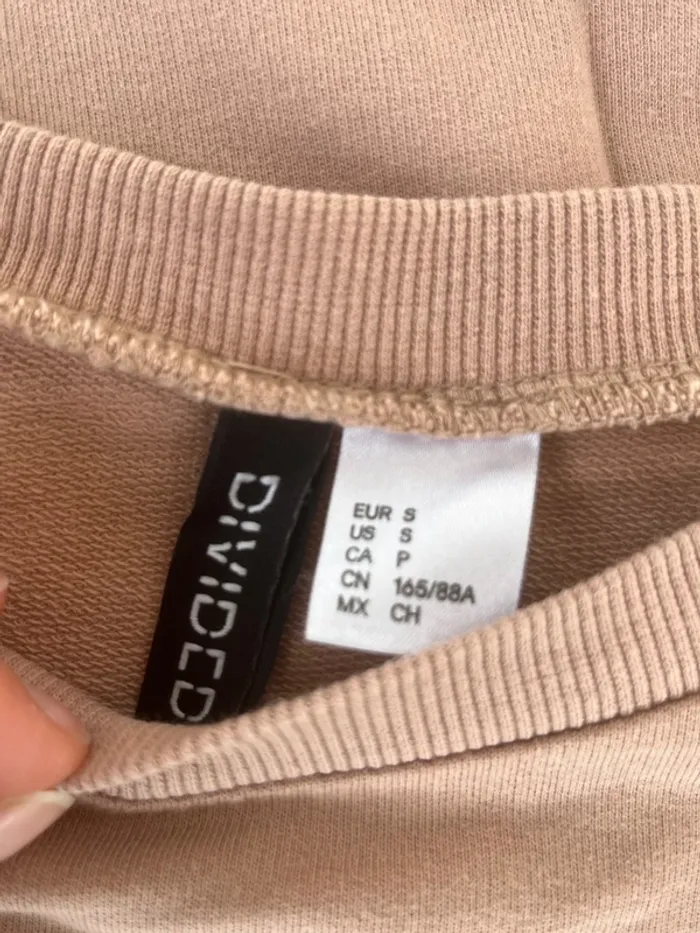 DIVIDED
EUR S
US S
CA P
CN 165/88A
MX CH